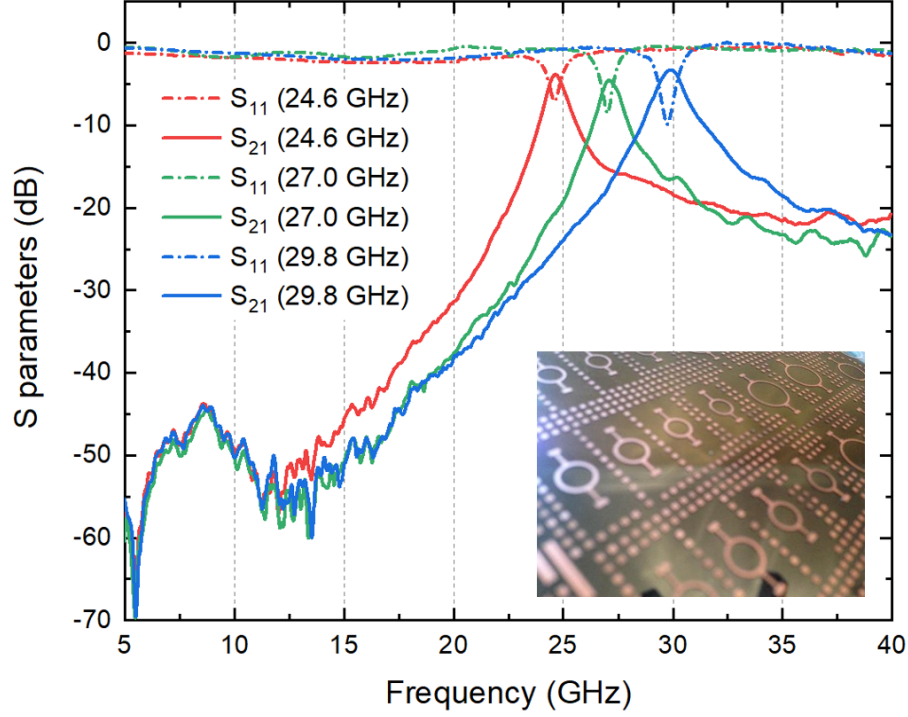 0
-10
-20
-30
-40
-50
-60
-70
S parameters (dB)
S11 (24.6 GHz)
S21 (24.6 GHz)
S11 (27.0 GHz)
S21 (27.0 GHz)
S11 (29.8 GHz)
S21 (29.8 GHz)
5 10 15 20 25 30 35 40
Frequency (GHz)